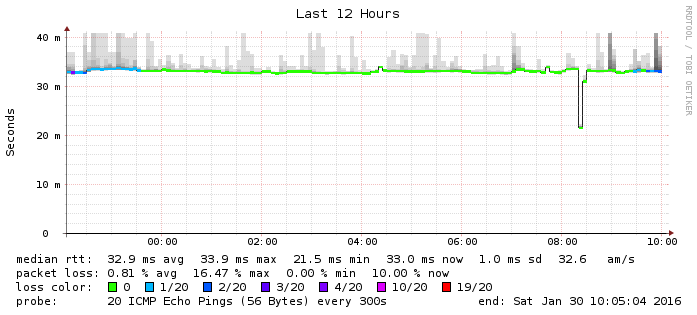 Last 12 Hours
RRDTOOL / TOBI OETIKER
Seconds
40 m
30 m
20 m
10 m
0
00:00 02:00 04:00 06:00 08:00 10:00
median rtt: 32.9 ms avg 33.9 ms max 21.5 ms min 33.0 ms now 1.0 ms sd 32.6 am/s
packet loss: 0.81 % avg 16.47 % max 0.00 % min 10.00 % now
loss color: 0 1/20 2/20 3/20 4/20 10/20 19/20
probe: 20 ICMP Echo Pings (56 Bytes) every 300s end: Sat Jan 30 10:05:04 2016